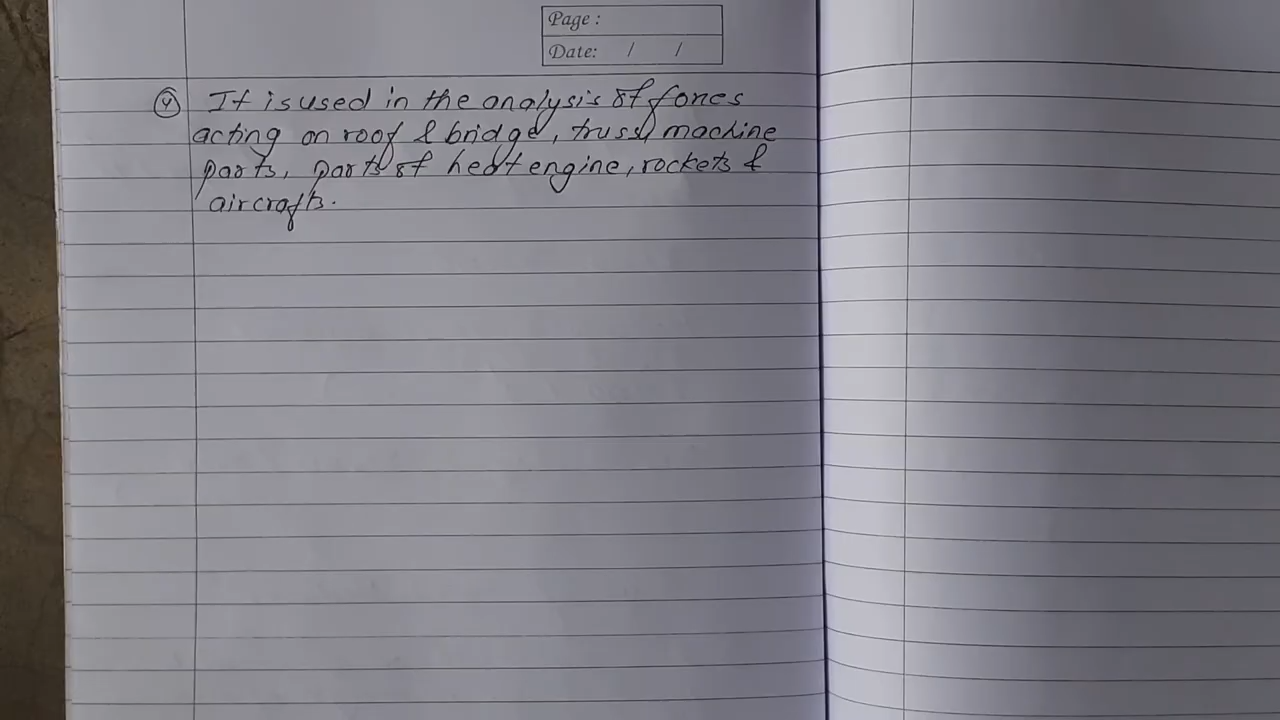 Page :
Date: / /
④ It is used in the analysis of forces
acting on roof & bridge, truss, machine
parts, parts of heat engine, rockets &
aircrafts.